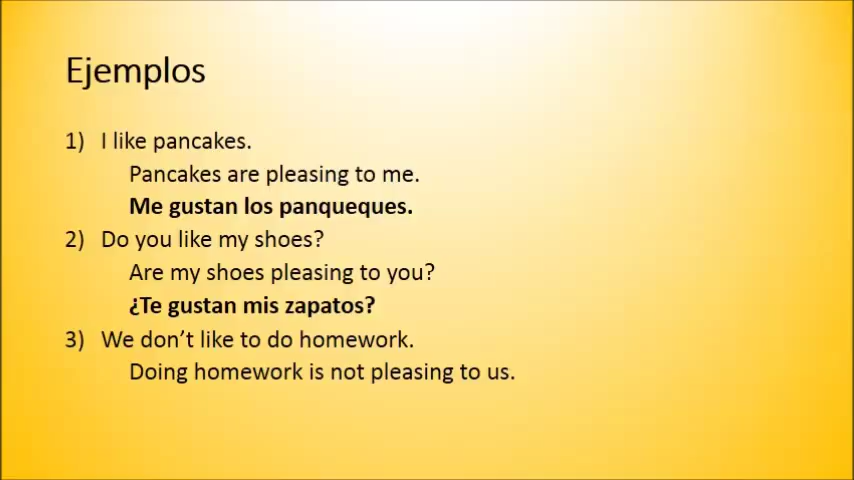 Ejemplos
1) I like pancakes.
Pancakes are pleasing to me.
Me gustan los panqueques.
2) Do you like my shoes?
Are my shoes pleasing to you?
¿Te gustan mis zapatos?
3) We don’t like to do homework.
Doing homework is not pleasing to us.